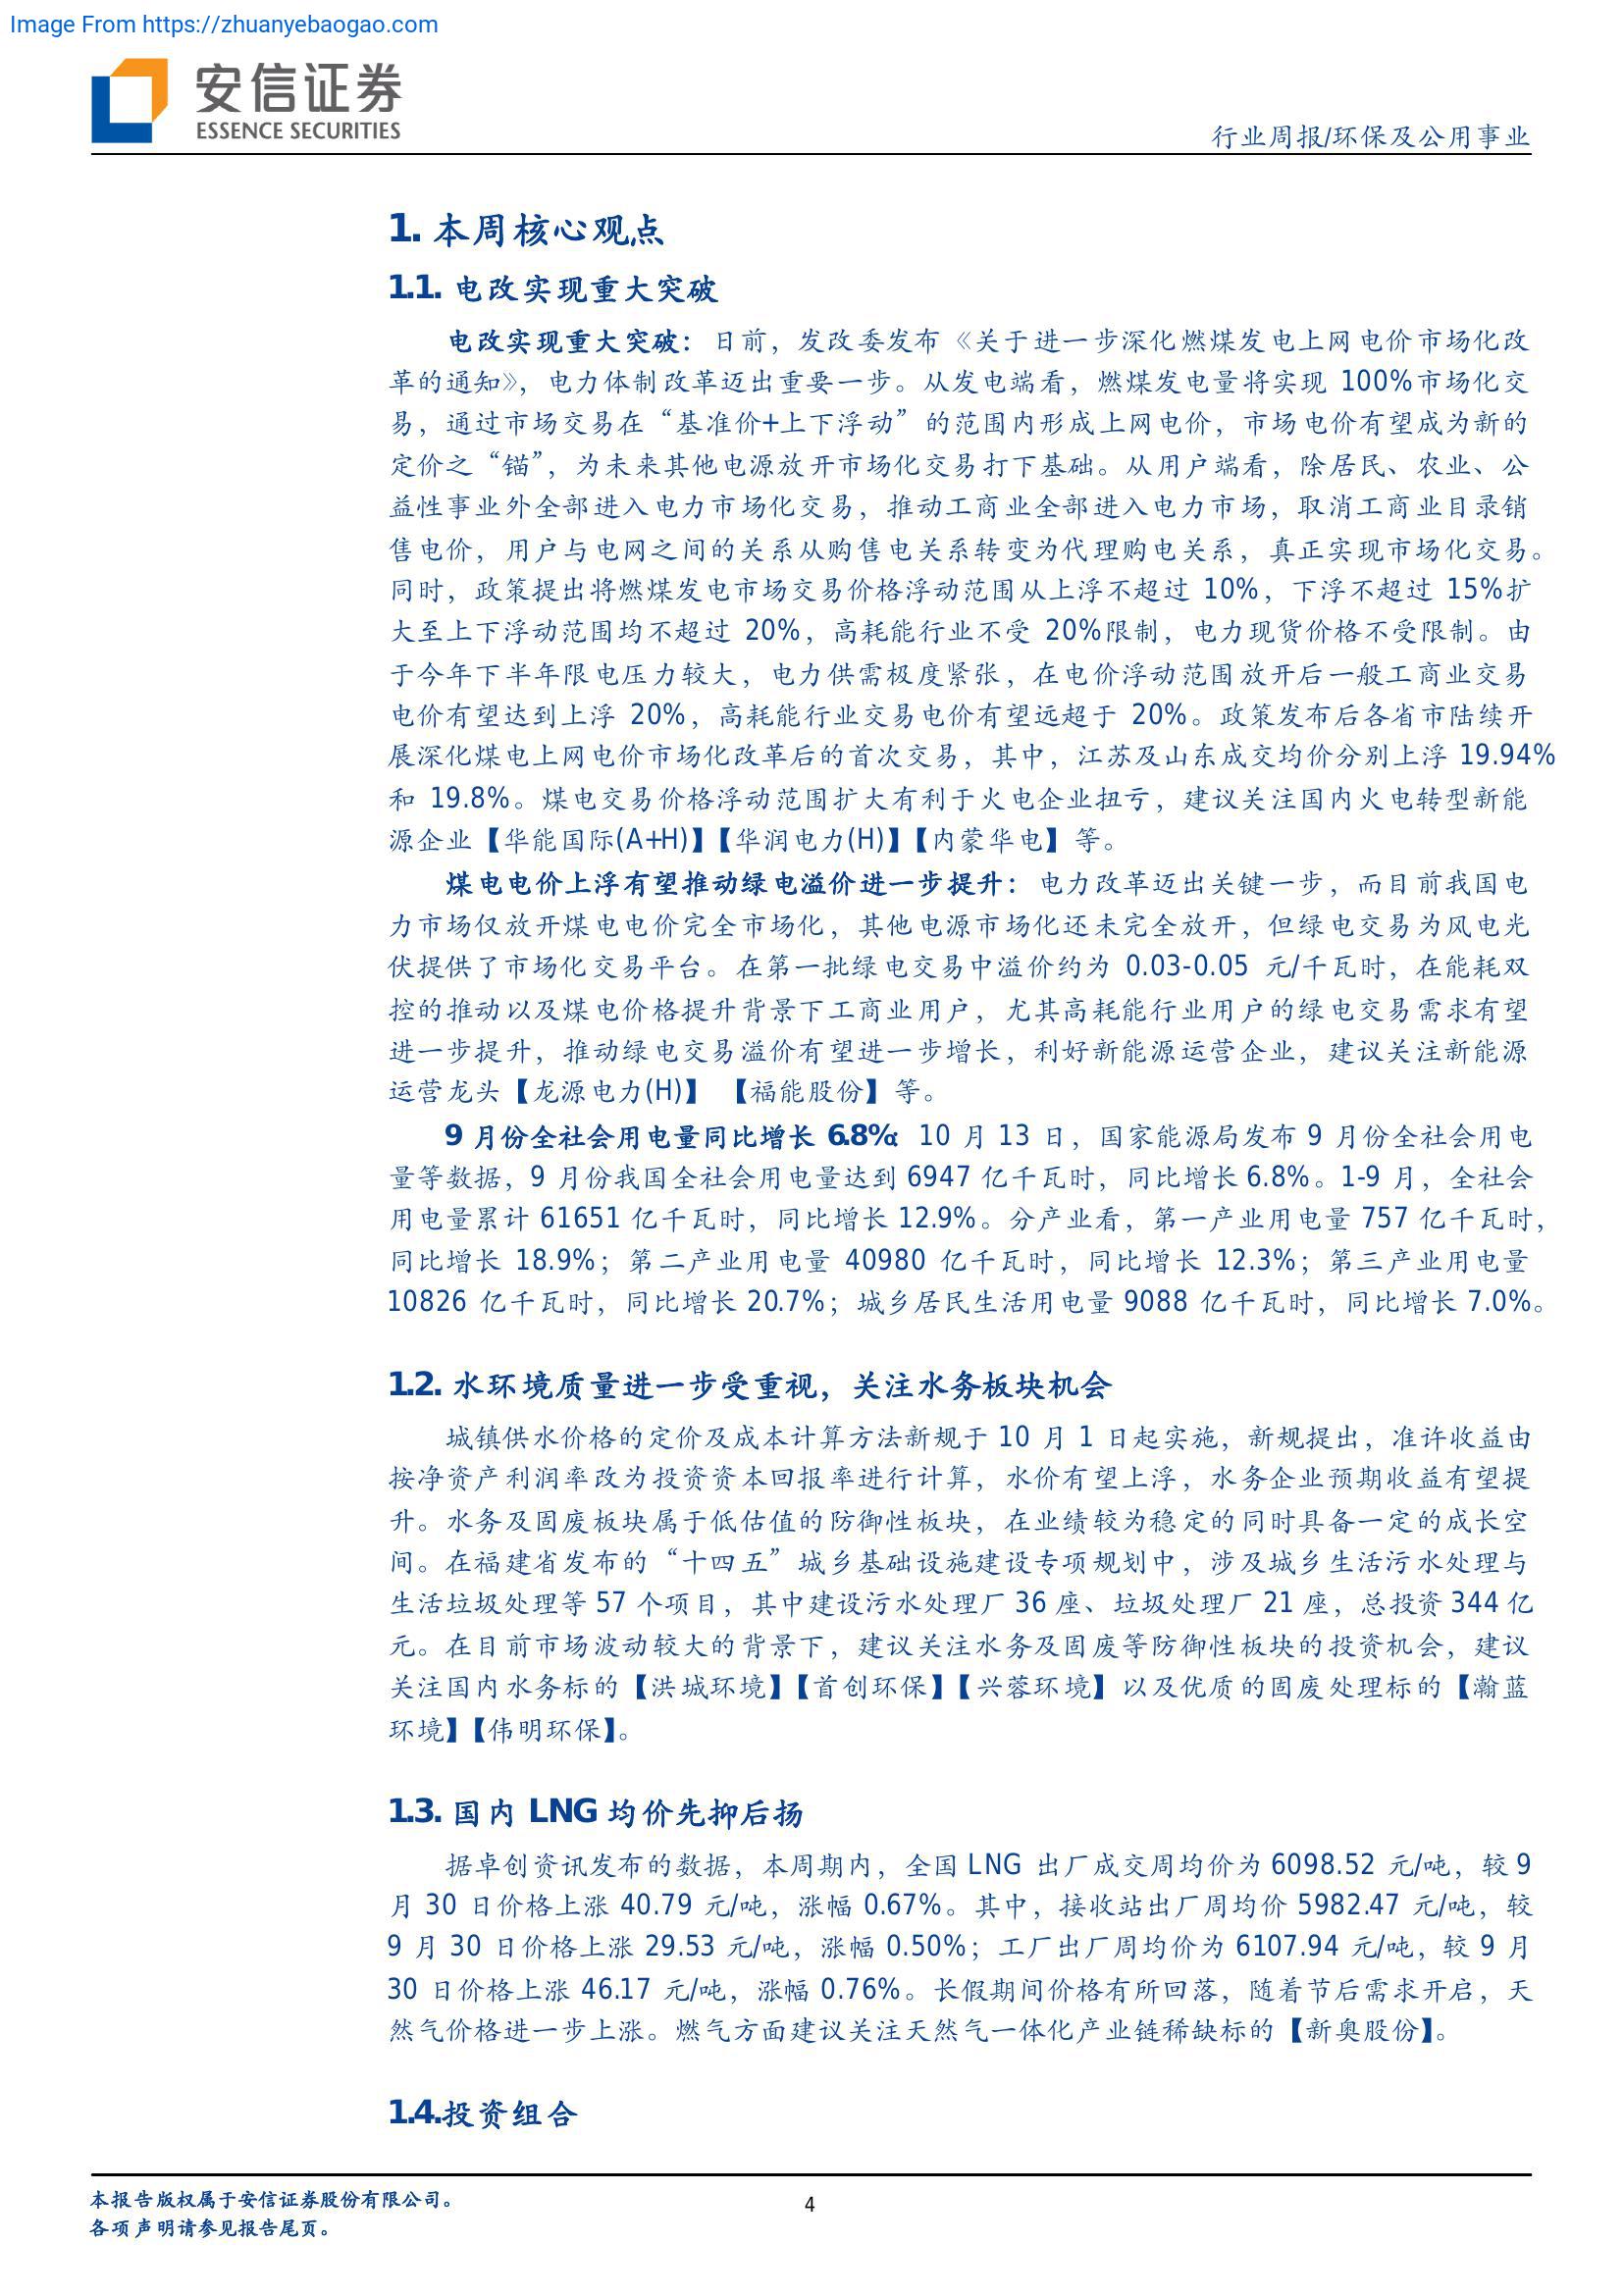 Image From https://zhuanyebaogao.com
安信证券
ESSENCE SECURITIES
行业周报/环保及公用事业
1. 本周核心观点
1.1. 电改实现重大突破
电改实现重大突破：日前，发改委发布《关于进一步深化燃煤发电上网电价市场化改
革的通知》，电力体制改革迈出重要一步。从发电端看，燃煤发电量将实现 100%市场化交
易，通过市场交易在“基准价+上下浮动”的范围内形成上网电价，市场电价有望成为新的
定价之“锚”，为未来其他电源放开市场化交易打下基础。从用户端看，除居民、农业、公
益性事业外全部进入电力市场化交易，推动工商业全部进入电力市场，取消工商业目录销
售电价，用户与电网之间的关系从购售电关系转变为代理购电关系，真正实现市场化交易。
同时，政策提出将燃煤发电市场交易价格浮动范围从上浮不超过 10%，下浮不超过 15%扩
大至上下浮动范围均不超过 20%，高耗能行业不受 20%限制，电力现货价格不受限制。由
于今年下半年限电压力较大，电力供需极度紧张，在电价浮动范围放开后一般工商业交易
电价有望达到上浮 20%，高耗能行业交易电价有望远超于 20%。政策发布后各省市陆续开
展深化煤电上网电价市场化改革后的首次交易，其中，江苏及山东成交均价分别上浮 19.94%
和 19.8%。煤电交易价格浮动范围扩大有利于火电企业扭亏，建议关注国内火电转型新能
源企业【华能国际(A+H)】【华润电力(H)】【内蒙华电】等。
煤电电价上浮有望推动绿电溢价进一步提升：电力改革迈出关键一步，而目前我国电
力市场仅放开煤电电价完全市场化，其他电源市场化还未完全放开，但绿电交易为风电光
伏提供了市场化交易平台。在第一批绿电交易中溢价约为 0.03-0.05 元/千瓦时，在能耗双
控的推动以及煤电价格提升背景下工商业用户，尤其高耗能行业用户的绿电交易需求有望
进一步提升，推动绿电交易溢价有望进一步增长，利好新能源运营企业，建议关注新能源
运营龙头【龙源电力(H)】 【福能股份】等。
9 月份全社会用电量同比增长 6.8%：10 月 13 日，国家能源局发布 9 月份全社会用电
量等数据，9 月份我国全社会用电量达到 6947 亿千瓦时，同比增长 6.8%。1-9 月，全社会
用电量累计 61651 亿千瓦时，同比增长 12.9%。分产业看，第一产业用电量 757 亿千瓦时，
同比增长 18.9%；第二产业用电量 40980 亿千瓦时，同比增长 12.3%；第三产业用电量
10826 亿千瓦时，同比增长 20.7%；城乡居民生活用电量 9088 亿千瓦时，同比增长 7.0%。
1.2. 水环境质量进一步受重视，关注水务板块机会
城镇供水价格的定价及成本计算方法新规于 10 月 1 日起实施，新规提出，准许收益由
按净资产利润率改为投资资本回报率进行计算，水价有望上浮，水务企业预期收益有望提
升。水务及固废板块属于低估值的防御性板块，在业绩较为稳定的同时具备一定的成长空
间。在福建省发布的“十四五”城乡基础设施建设专项规划中，涉及城乡生活污水处理与
生活垃圾处理等 57 个项目，其中建设污水处理厂 36 座、垃圾处理厂 21 座，总投资 344 亿
元。在目前市场波动较大的背景下，建议关注水务及固废等防御性板块的投资机会，建议
关注国内水务标的【洪城环境】【首创环保】【兴蓉环境】以及优质的固废处理标的【瀚蓝
环境】【伟明环保】。
1.3. 国内 LNG 均价先抑后扬
据卓创资讯发布的数据，本周期内，全国 LNG 出厂成交周均价为 6098.52 元/吨，较 9
月 30 日价格上涨 40.79 元/吨，涨幅 0.67%。其中，接收站出厂周均价 5982.47 元/吨，较
9 月 30 日价格上涨 29.53 元/吨，涨幅 0.50%；工厂出厂周均价为 6107.94 元/吨，较 9 月
30 日价格上涨 46.17 元/吨，涨幅 0.76%。长假期间价格有所回落，随着节后需求开启，天
然气价格进一步上涨。燃气方面建议关注天然气一体化产业链稀缺标的【新奥股份】。
1.4.投资组合
本报告版权属于安信证券股份有限公司。
各项声明请参见报告尾页。
4